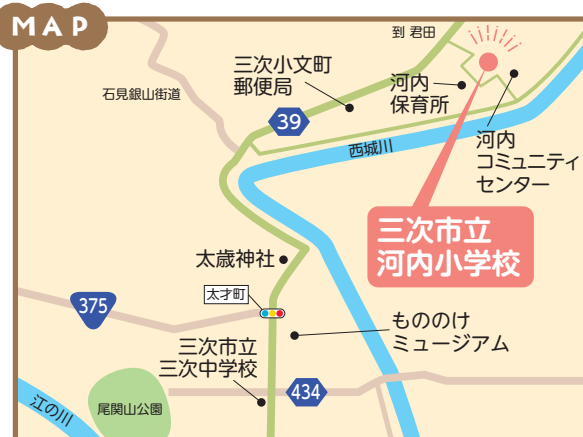 MAP
到 君田
三次小文町
郵便局
河内
保育所
石見銀山街道
39
西城川
河内
コミュニティ
センター
三次市立
河内小学校
太歳神社
太才町
375
もののけ
ミュージアム
三次市立
三次中学校
434
江の川
尾関山公園